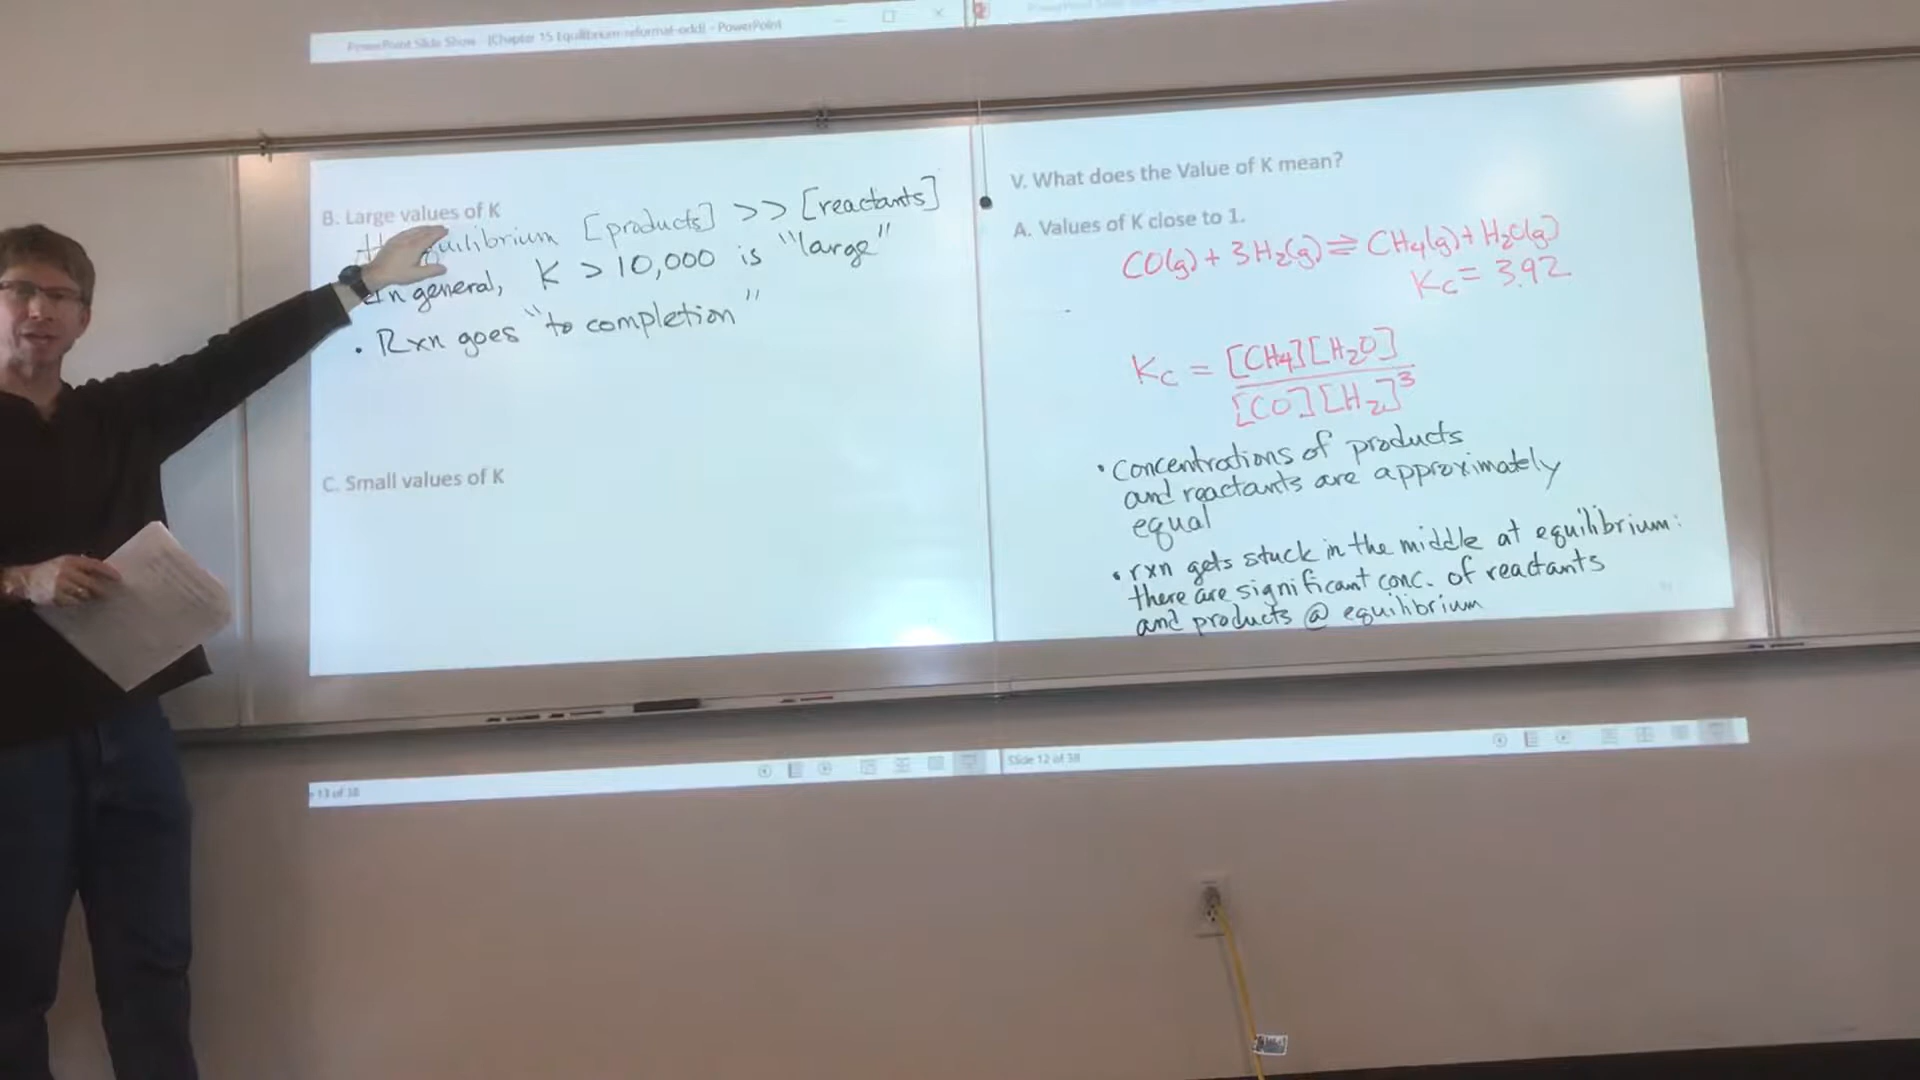 PowerPoint Slide Show - [Chapter 15 Equilibrium-reformat-odd] - PowerPoint
B. Large values of K
equilibrium [products] >> [reactants]
In general, K > 10,000 is "large"
• Rxn goes "to completion"
C. Small values of K
13 of 38
V. What does the Value of K mean?
A. Values of K close to 1.
CO(g) + 3H₂(g) ⇌ CH₄(g) + H₂O(g)
Kc = 3.92
Kc = [CH₄][H₂O]
[CO][H₂]³
• concentrations of products
and reactants are approximately
equal
• rxn gets stuck in the middle at equilibrium:
there are significant conc. of reactants
and products @ equilibrium
Slide 12 of 38